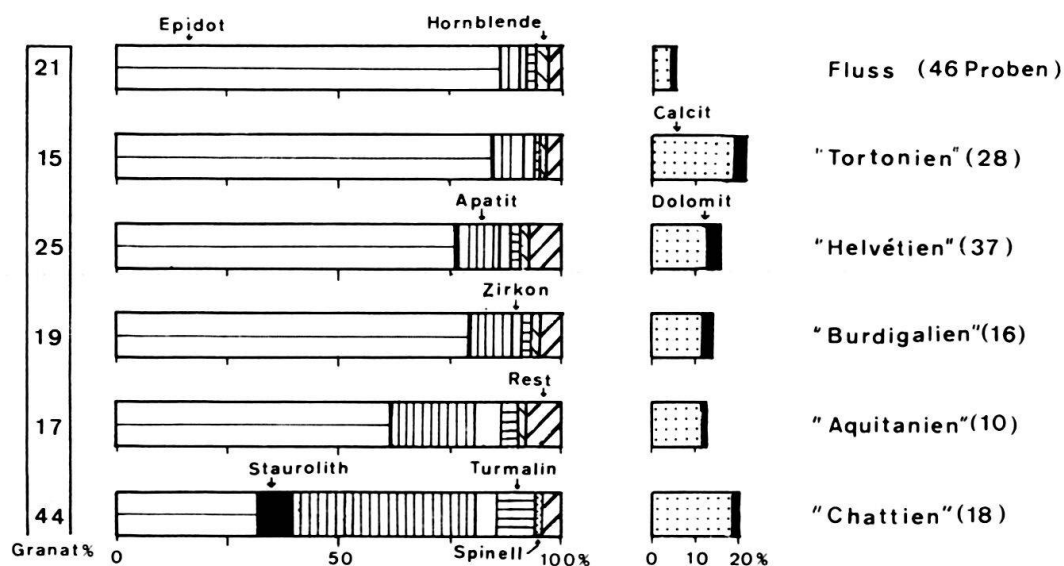 Epidot Hornblende
21 Fluss (46 Proben)
Calcit
15 "Tortonien" (28)
Apatit Dolomit
25 "Helvétien" (37)
Zirkon
19 "Burdigalien" (16)
Rest
17 "Aquitanien" (10)
Staurolith Turmalin
44 "Chattien" (18)
Granat% 0 50 Spinell 100% 0 20%